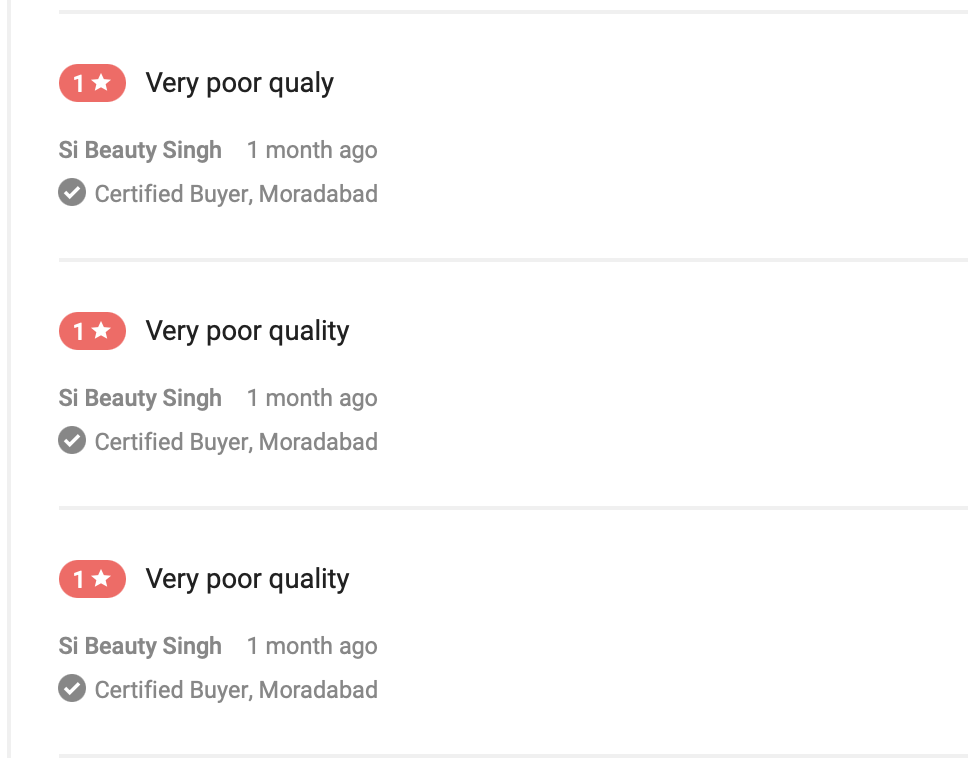 1★ Very poor qualy
Si Beauty Singh 1 month ago
Certified Buyer, Moradabad
1★ Very poor quality
Si Beauty Singh 1 month ago
Certified Buyer, Moradabad
1★ Very poor quality
Si Beauty Singh 1 month ago
Certified Buyer, Moradabad